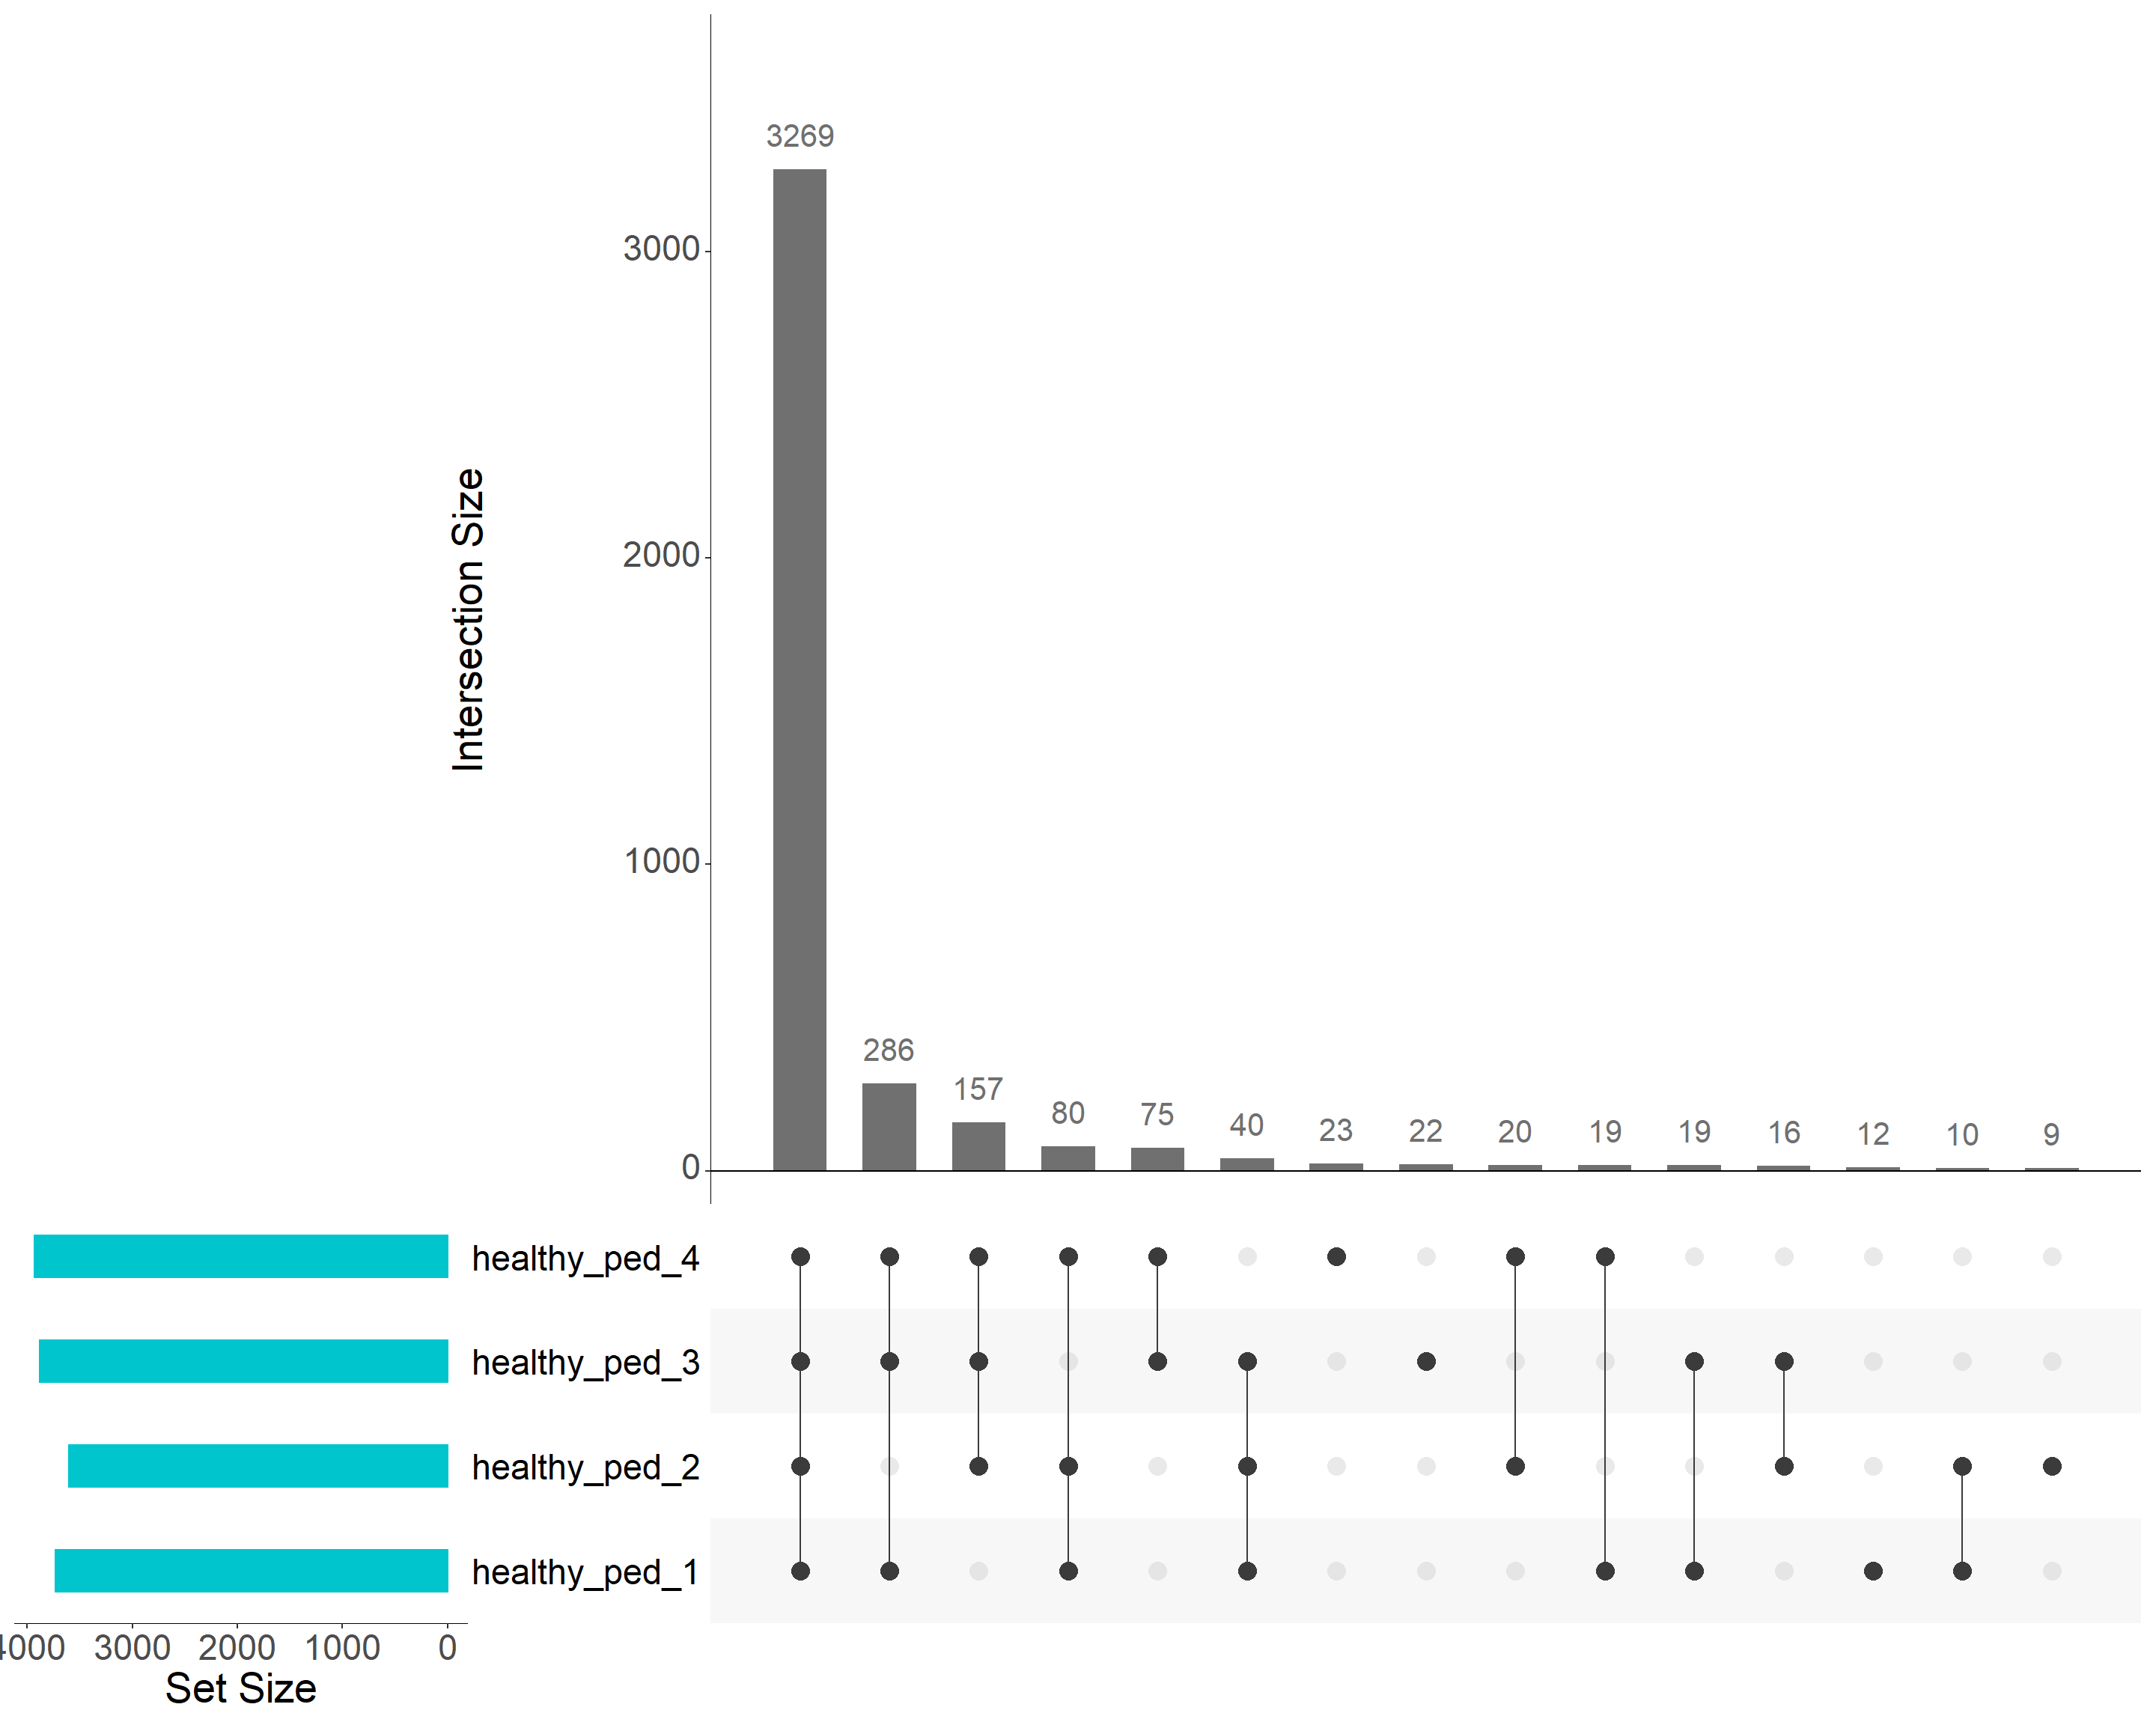 3269
3000
2000
1000
0
Intersection Size
286
157
80
75
40
23
22
20
19
19
16
12
10
9
healthy_ped_4
healthy_ped_3
healthy_ped_2
healthy_ped_1
4000 3000 2000 1000 0
Set Size